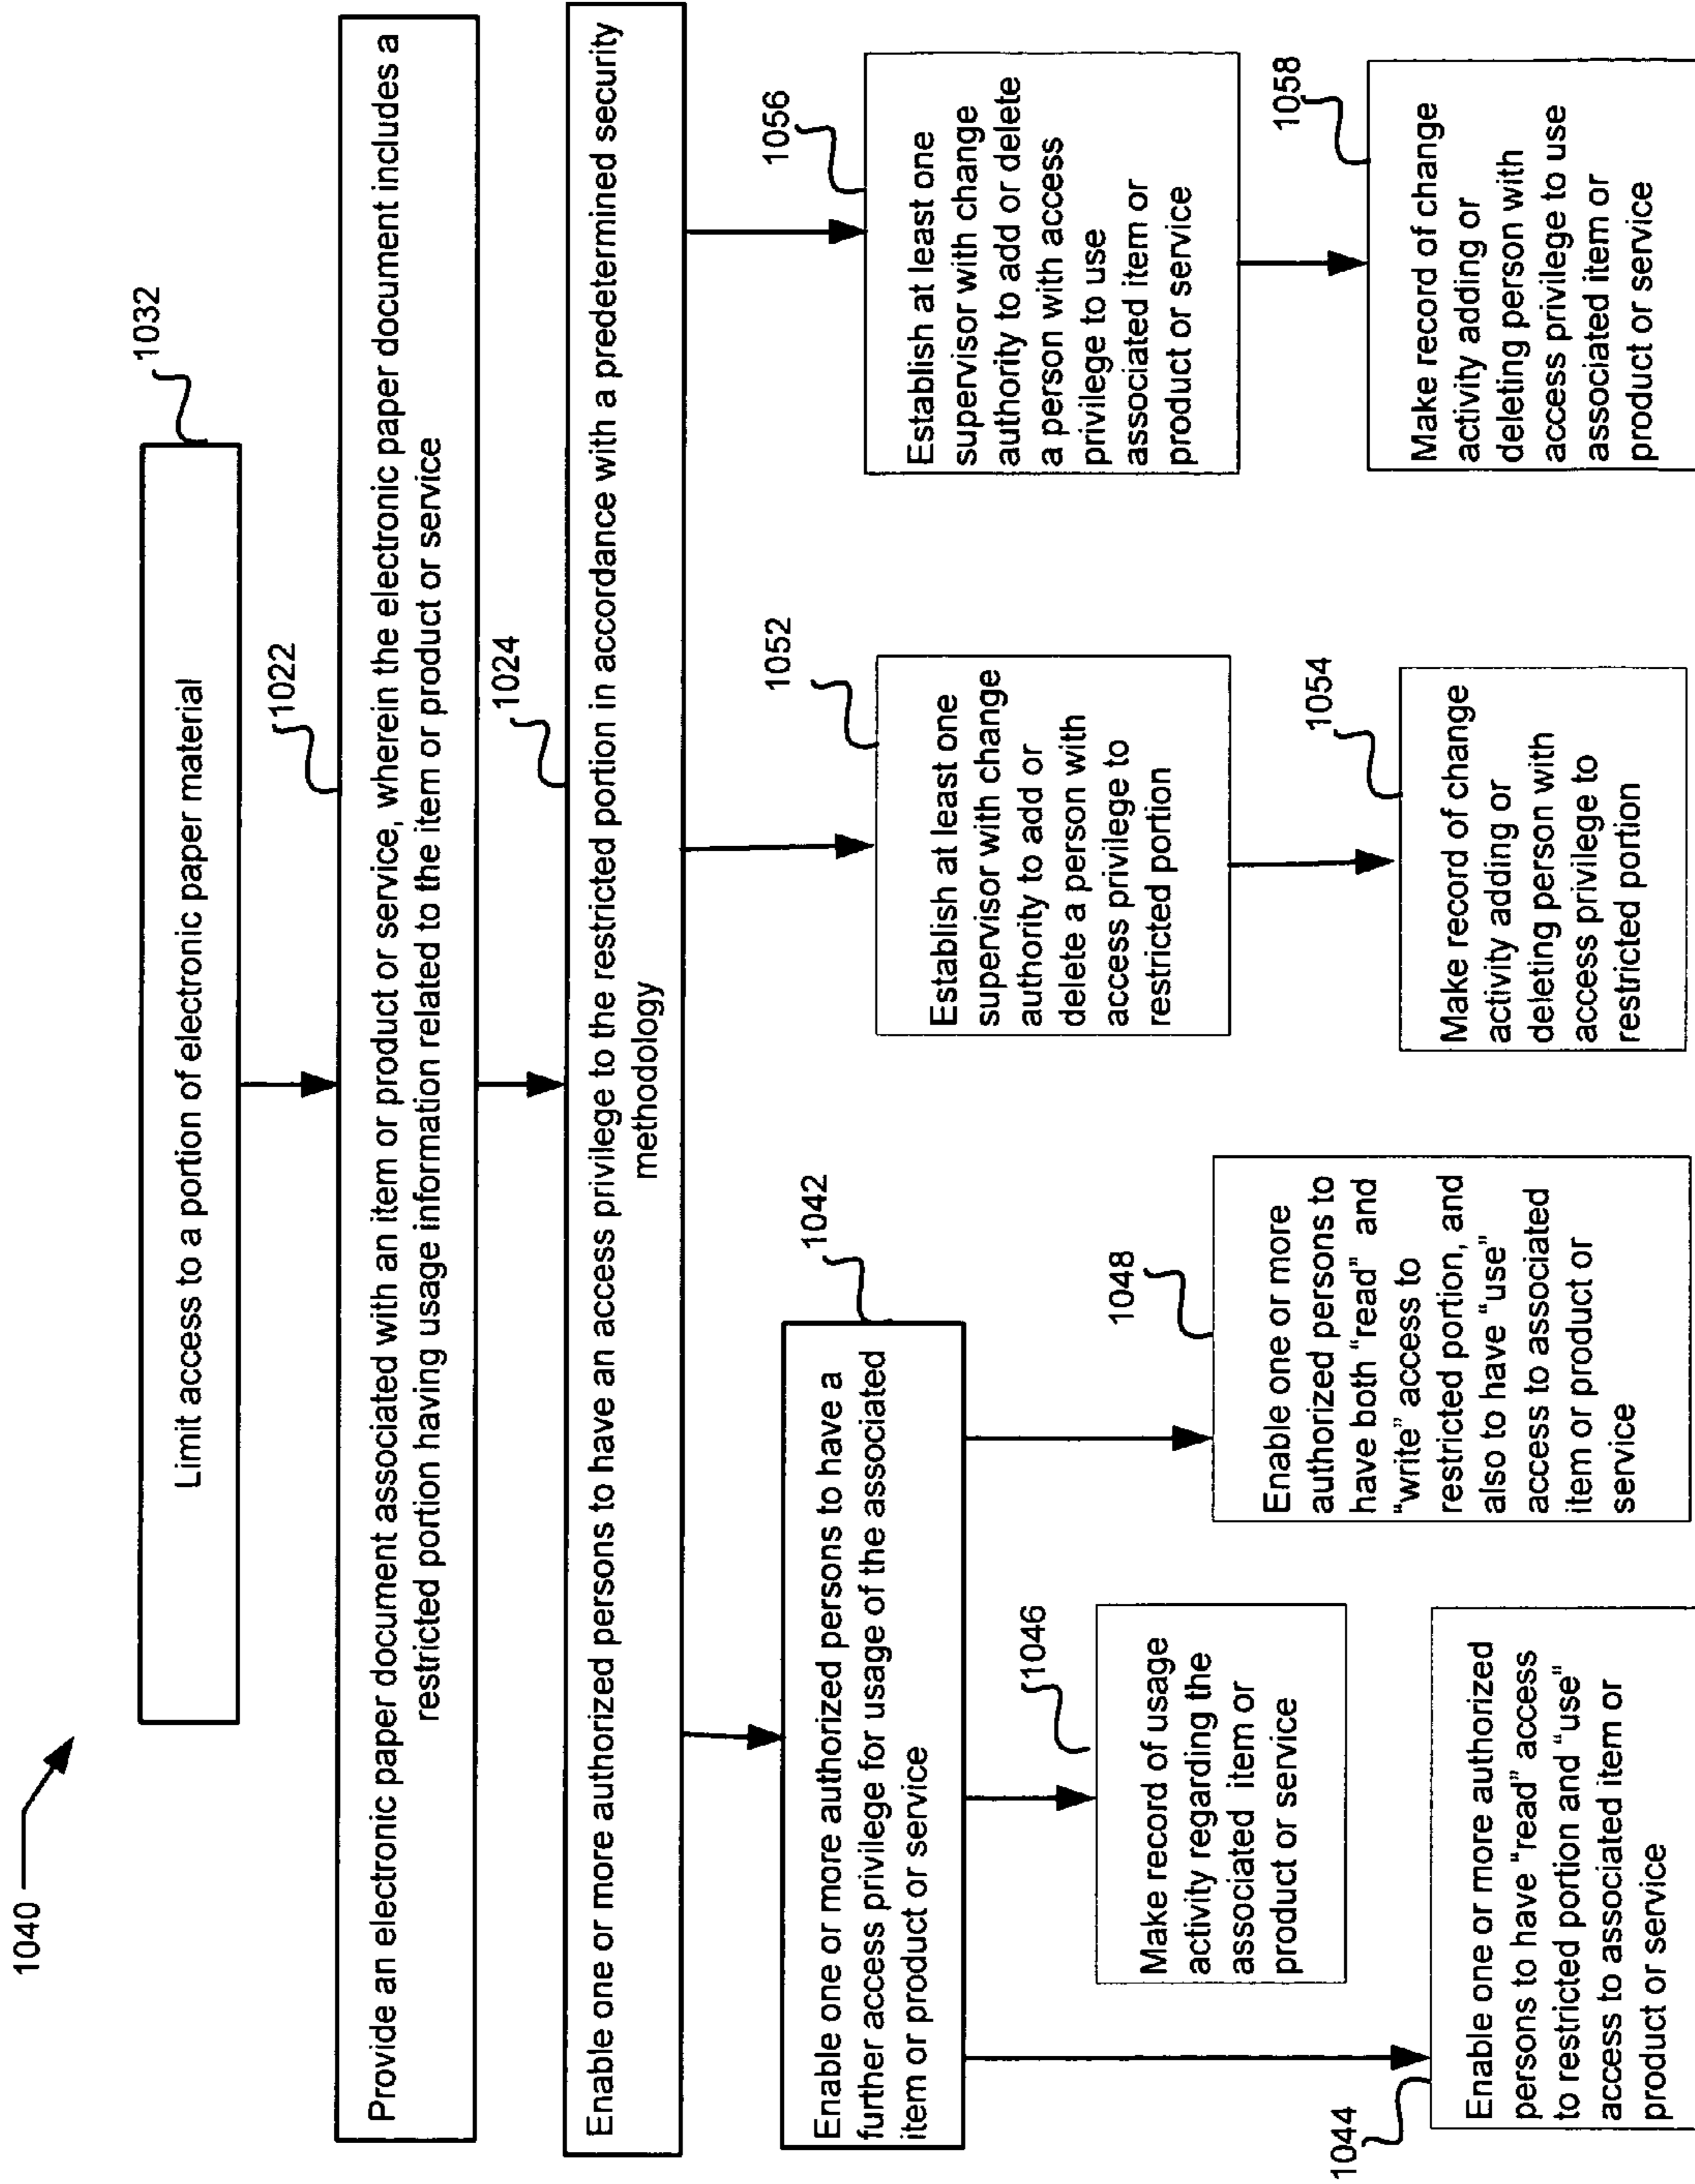 1040
1032
Limit access to a portion of electronic paper material
1022
Provide an electronic paper document associated with an item or product or service, wherein the electronic paper document includes a
restricted portion having usage information related to the item or product or service
1024
Enable one or more authorized persons to have an access privilege to the restricted portion in accordance with a predetermined security
methodology
1042
Enable one or more authorized persons to have a
further access privilege for usage of the associated
item or product or service
1044
Enable one or more authorized
persons to have “read” access
to restricted portion and “use”
access to associated item or
product or service
1046
Make record of usage
activity regarding the
associated item or
product or service
1048
Enable one or more
authorized persons to
have both “read” and
“write” access to
restricted portion, and
also to have “use”
access to associated
item or product or
service
1052
Establish at least one
supervisor with change
authority to add or
delete a person with
access privilege to
restricted portion
1054
Make record of change
activity adding or
deleting person with
access privilege to
restricted portion
1056
Establish at least one
supervisor with change
authority to add or delete
a person with access
privilege to use
associated item or
product or service
1058
Make record of change
activity adding or
deleting person with
access privilege to use
associated item or
product or service